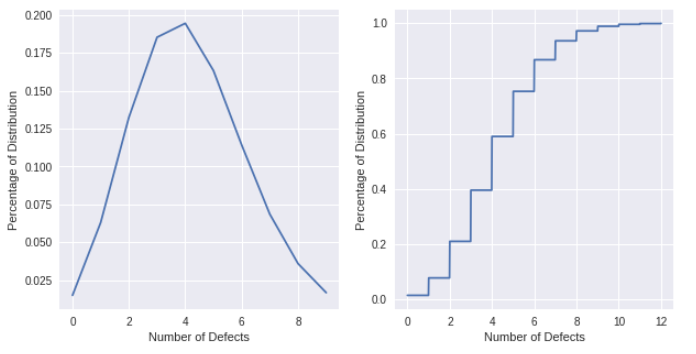 0.200
0.175
0.150
0.125
0.100
0.075
0.050
0.025
Percentage of Distribution
0 2 4 6 8
Number of Defects
1.0
0.8
0.6
0.4
0.2
0.0
Percentage of Distribution
0 2 4 6 8 10 12
Number of Defects